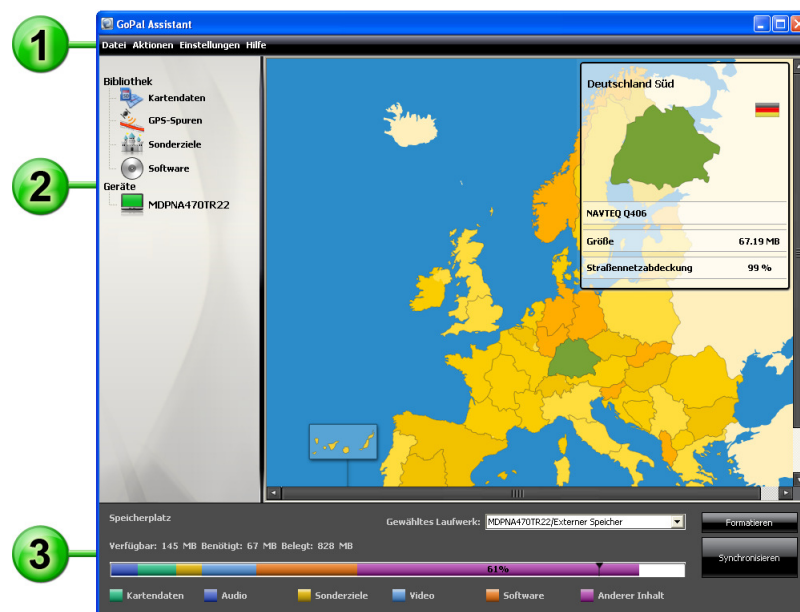 GoPal Assistant
1
Datei Aktionen Einstellungen Hilfe
Bibliothek
Kartendaten
GPS-Spuren
Sonderziele
Software
2
Geräte
MDPNA470TR22
Deutschland Süd
NAVTEQ Q406
Größe 67.19 MB
Straßennetzabdeckung 99 %
3
Speicherplatz
Gewähltes Laufwerk: MDPNA470TR22/Externer Speicher
Formatieren
Verfügbar: 145 MB Benötigt: 67 MB Belegt: 828 MB
Synchronisieren
61%
Kartendaten Audio Sonderziele Video Software Anderer Inhalt